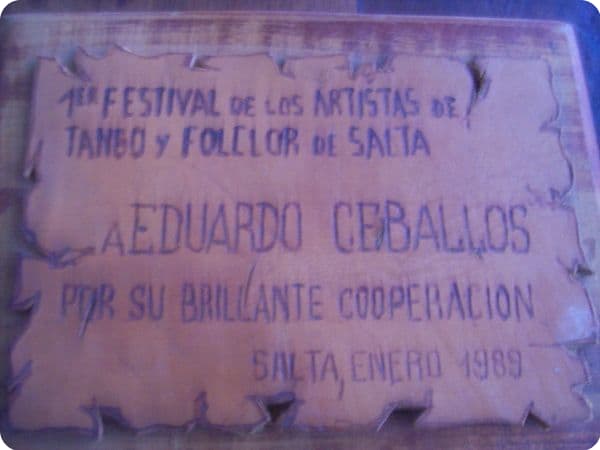 1ER FESTIVAL DE LOS ARTISTAS DE
TANGO Y FOLCLOR DE SALTA
A EDUARDO CEBALLOS
POR SU BRILLANTE COOPERACION
SALTA, ENERO 1989